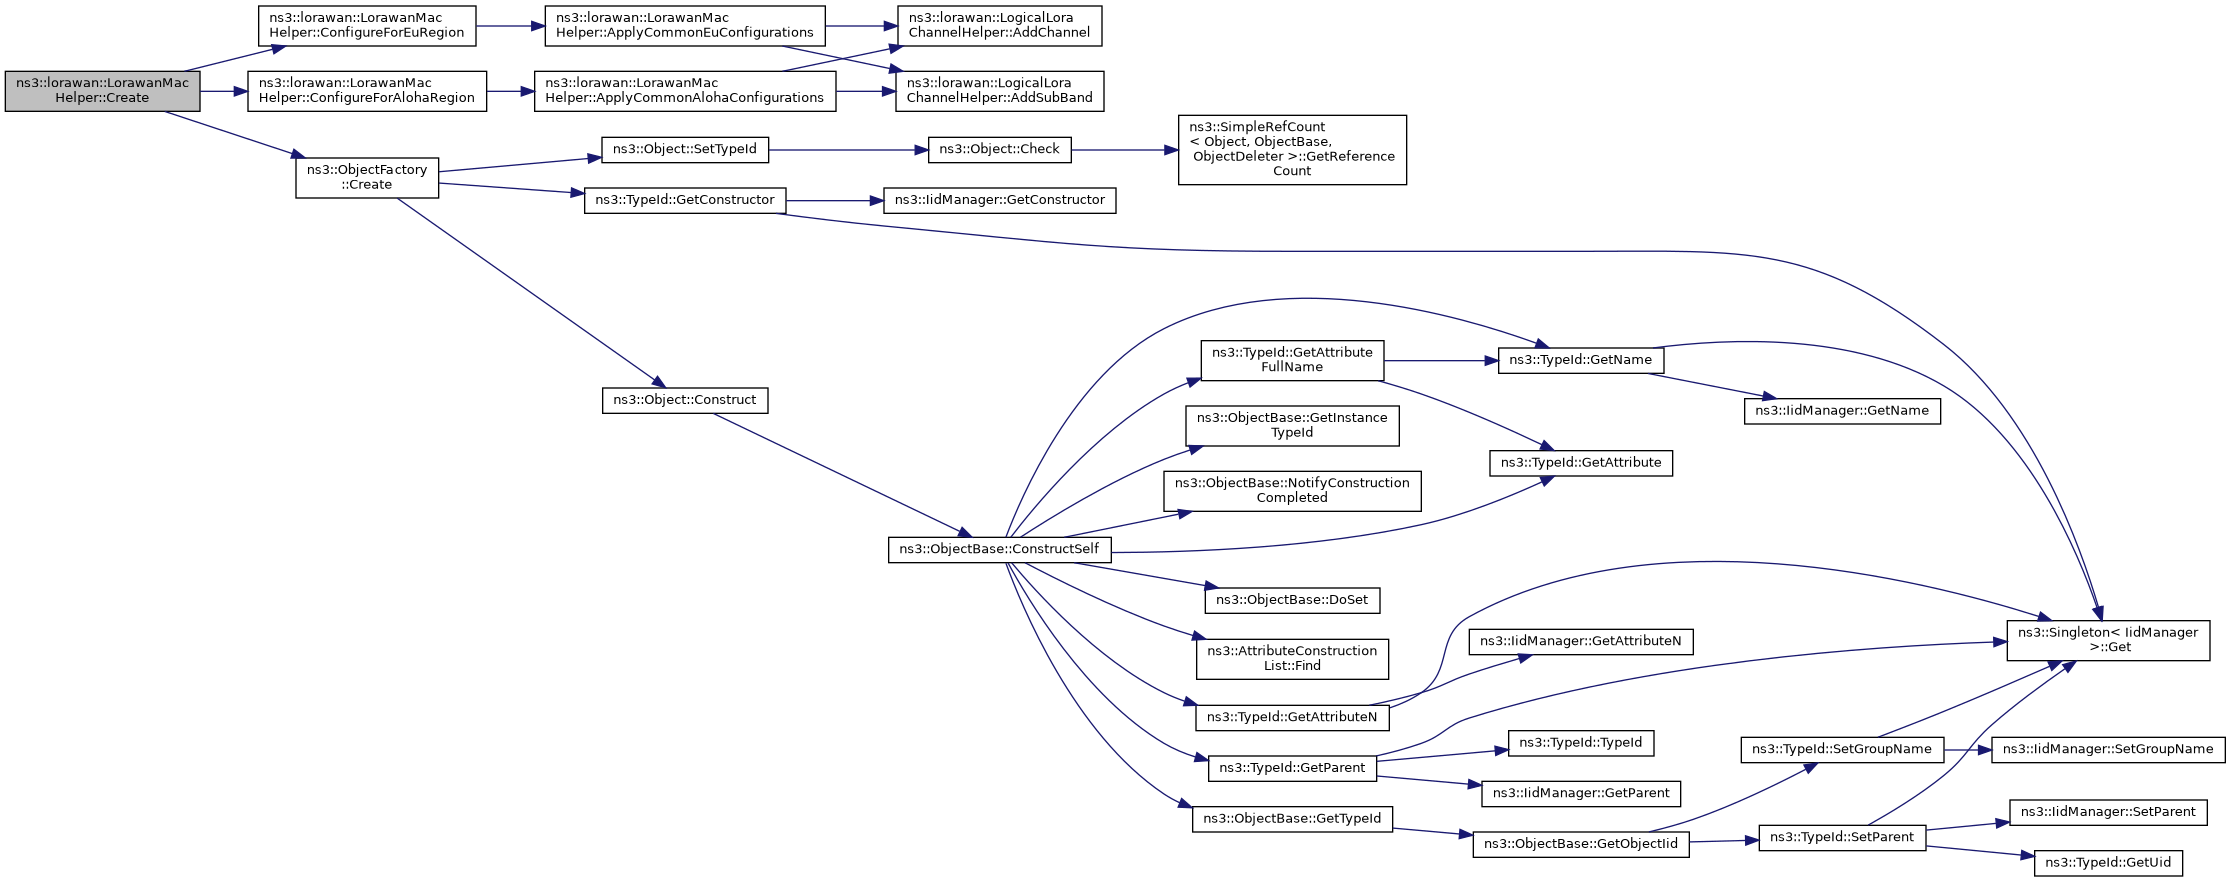 ns3::lorawan::LorawanMac
Helper::Create
ns3::lorawan::LorawanMac
Helper::ConfigureForEuRegion
ns3::lorawan::LorawanMac
Helper::ApplyCommonEuConfigurations
ns3::lorawan::LogicalLora
ChannelHelper::AddChannel
ns3::lorawan::LorawanMac
Helper::ConfigureForAlohaRegion
ns3::lorawan::LorawanMac
Helper::ApplyCommonAlohaConfigurations
ns3::lorawan::LogicalLora
ChannelHelper::AddSubBand
ns3::ObjectFactory
::Create
ns3::Object::SetTypeId
ns3::Object::Check
ns3::SimpleRefCount
< Object, ObjectBase,
ObjectDeleter >::GetReference
Count
ns3::TypeId::GetConstructor
ns3::IidManager::GetConstructor
ns3::Object::Construct
ns3::ObjectBase::ConstructSelf
ns3::TypeId::GetAttribute
FullName
ns3::TypeId::GetName
ns3::IidManager::GetName
ns3::ObjectBase::GetInstance
TypeId
ns3::TypeId::GetAttribute
ns3::ObjectBase::NotifyConstruction
Completed
ns3::ObjectBase::DoSet
ns3::AttributeConstruction
List::Find
ns3::IidManager::GetAttributeN
ns3::Singleton< IidManager
>::Get
ns3::TypeId::GetAttributeN
ns3::TypeId::GetParent
ns3::TypeId::TypeId
ns3::IidManager::GetParent
ns3::TypeId::SetGroupName
ns3::IidManager::SetGroupName
ns3::ObjectBase::GetTypeId
ns3::ObjectBase::GetObjectIid
ns3::TypeId::SetParent
ns3::IidManager::SetParent
ns3::TypeId::GetUid